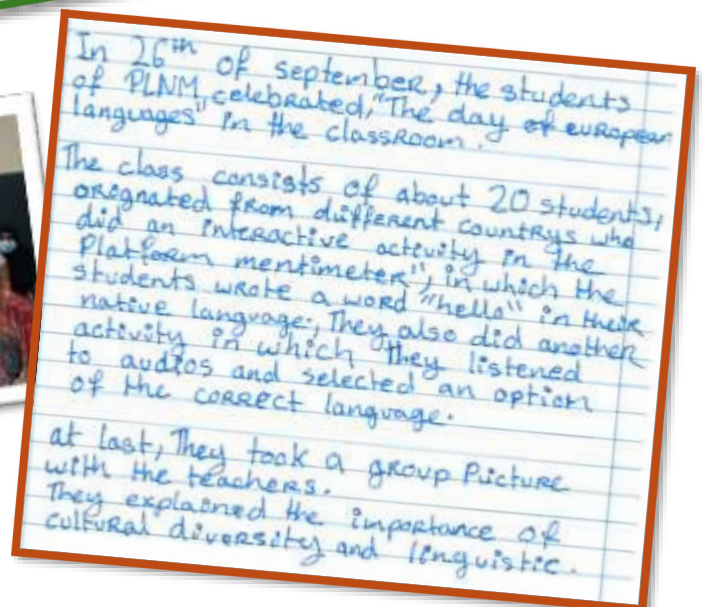 In 26th of september, the students
of PLNM celebrated, "The day of european
languages" in the classroom.
The class consists of about 20 students,
oregnated from different countrys who
did an interactive activity in the
Platform mentimeter", in which the
students wrote a word "hello" in their
native language, They also did another
activity in which they listened
to audios and selected an option
of the correct language.
at last, They took a group Picture
with the teachers.
They explained the importance of
cultural diversity and linguistic.